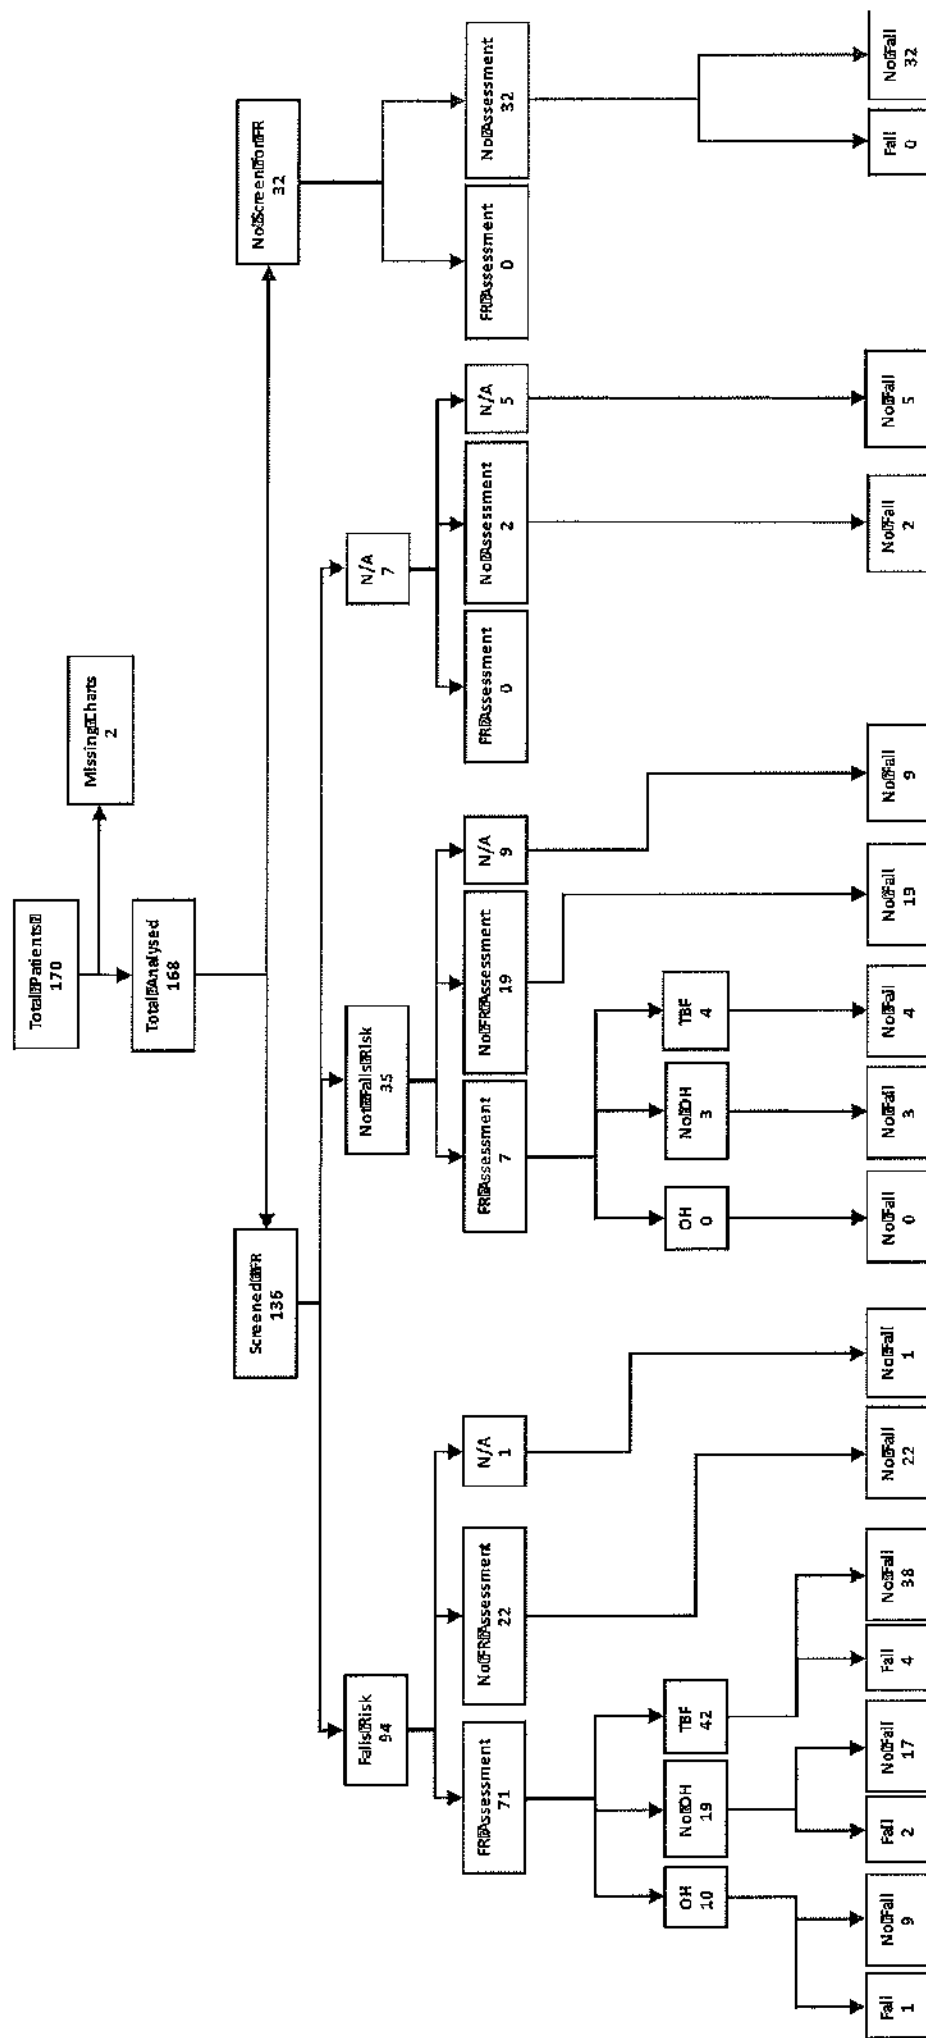 Total Patients
170
Missing Charts
2
Total Analysed
168
Screened FR
136
No Screen for FR
32
Falls Risk
94
Not Falls Risk
35
N/A
7
FR Assessment
71
No FR Assessment
22
N/A
1
FR Assessment
7
No FR Assessment
19
N/A
9
FR Assessment
0
No Assessment
2
N/A
5
FR Assessment
0
No Assessment
32
OH
10
No OH
19
TBF
42
OH
0
No OH
3
TBF
4
Fall
1
No Fall
9
Fall
2
No Fall
17
Fall
4
No Fall
38
No Fall
22
No Fall
1
No Fall
0
No Fall
3
No Fall
4
No Fall
19
No Fall
9
No Fall
2
No Fall
5
Fall
0
No Fall
32